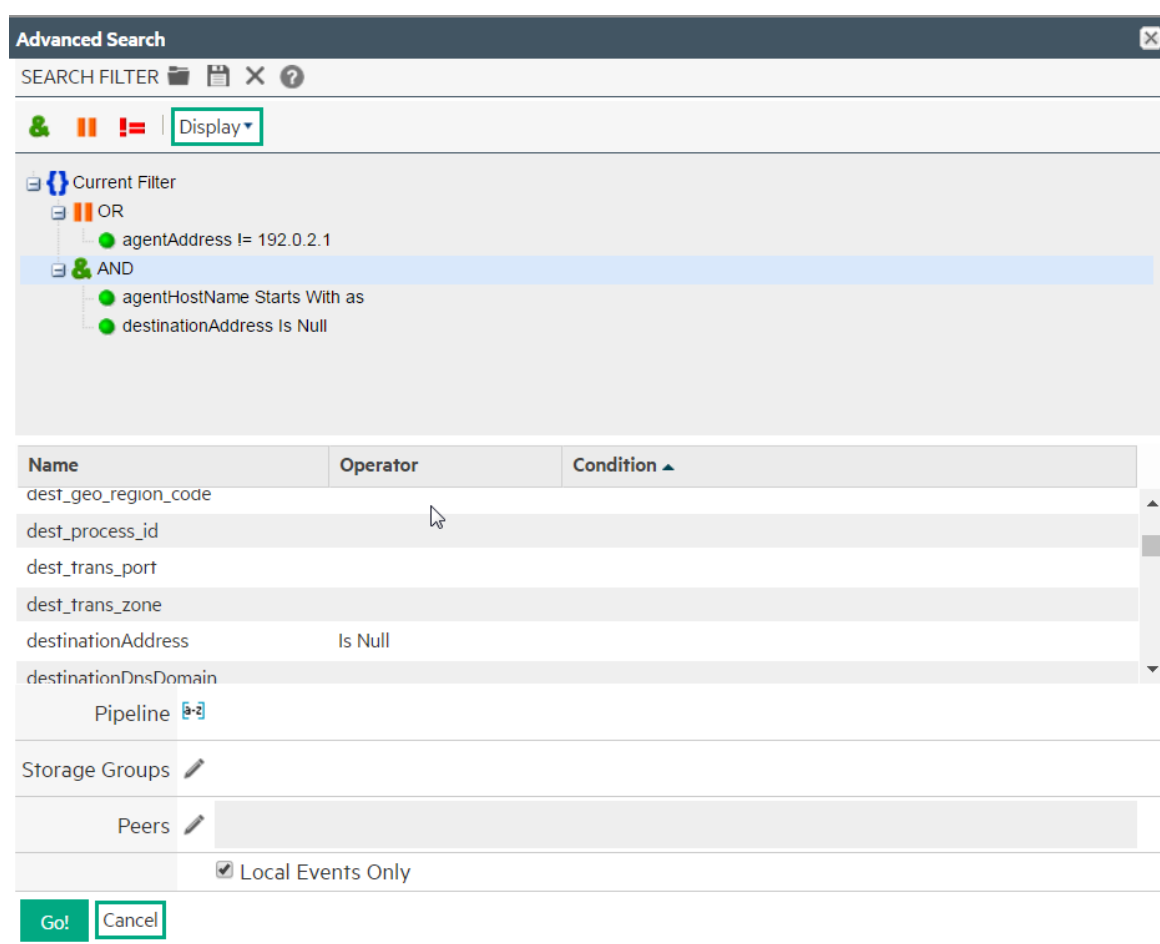 Advanced Search
SEARCH FILTER
& != Display
{} Current Filter
OR
agentAddress != 192.0.2.1
& AND
agentHostName Starts With as
destinationAddress Is Null
Name Operator Condition
dest_geo_region_code
dest_process_id
dest_trans_port
dest_trans_zone
destinationAddress Is Null
destinationDnsDomain
Pipeline [a-z]
Storage Groups
Peers
Local Events Only
Go! Cancel